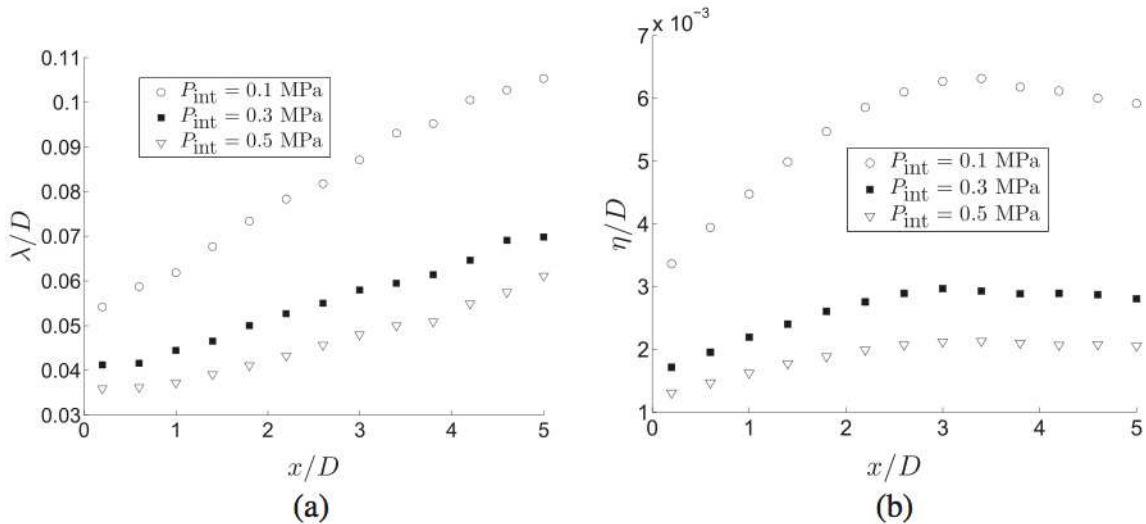 0.11
0.1
0.09
0.08
0.07
0.06
0.05
0.04
0.03
λ/D
P_int = 0.1 MPa
P_int = 0.3 MPa
P_int = 0.5 MPa
0 1 2 3 4 5
x/D
(a)
7 x 10⁻³
6
5
4
3
2
1
η/D
P_int = 0.1 MPa
P_int = 0.3 MPa
P_int = 0.5 MPa
0 1 2 3 4 5
x/D
(b)